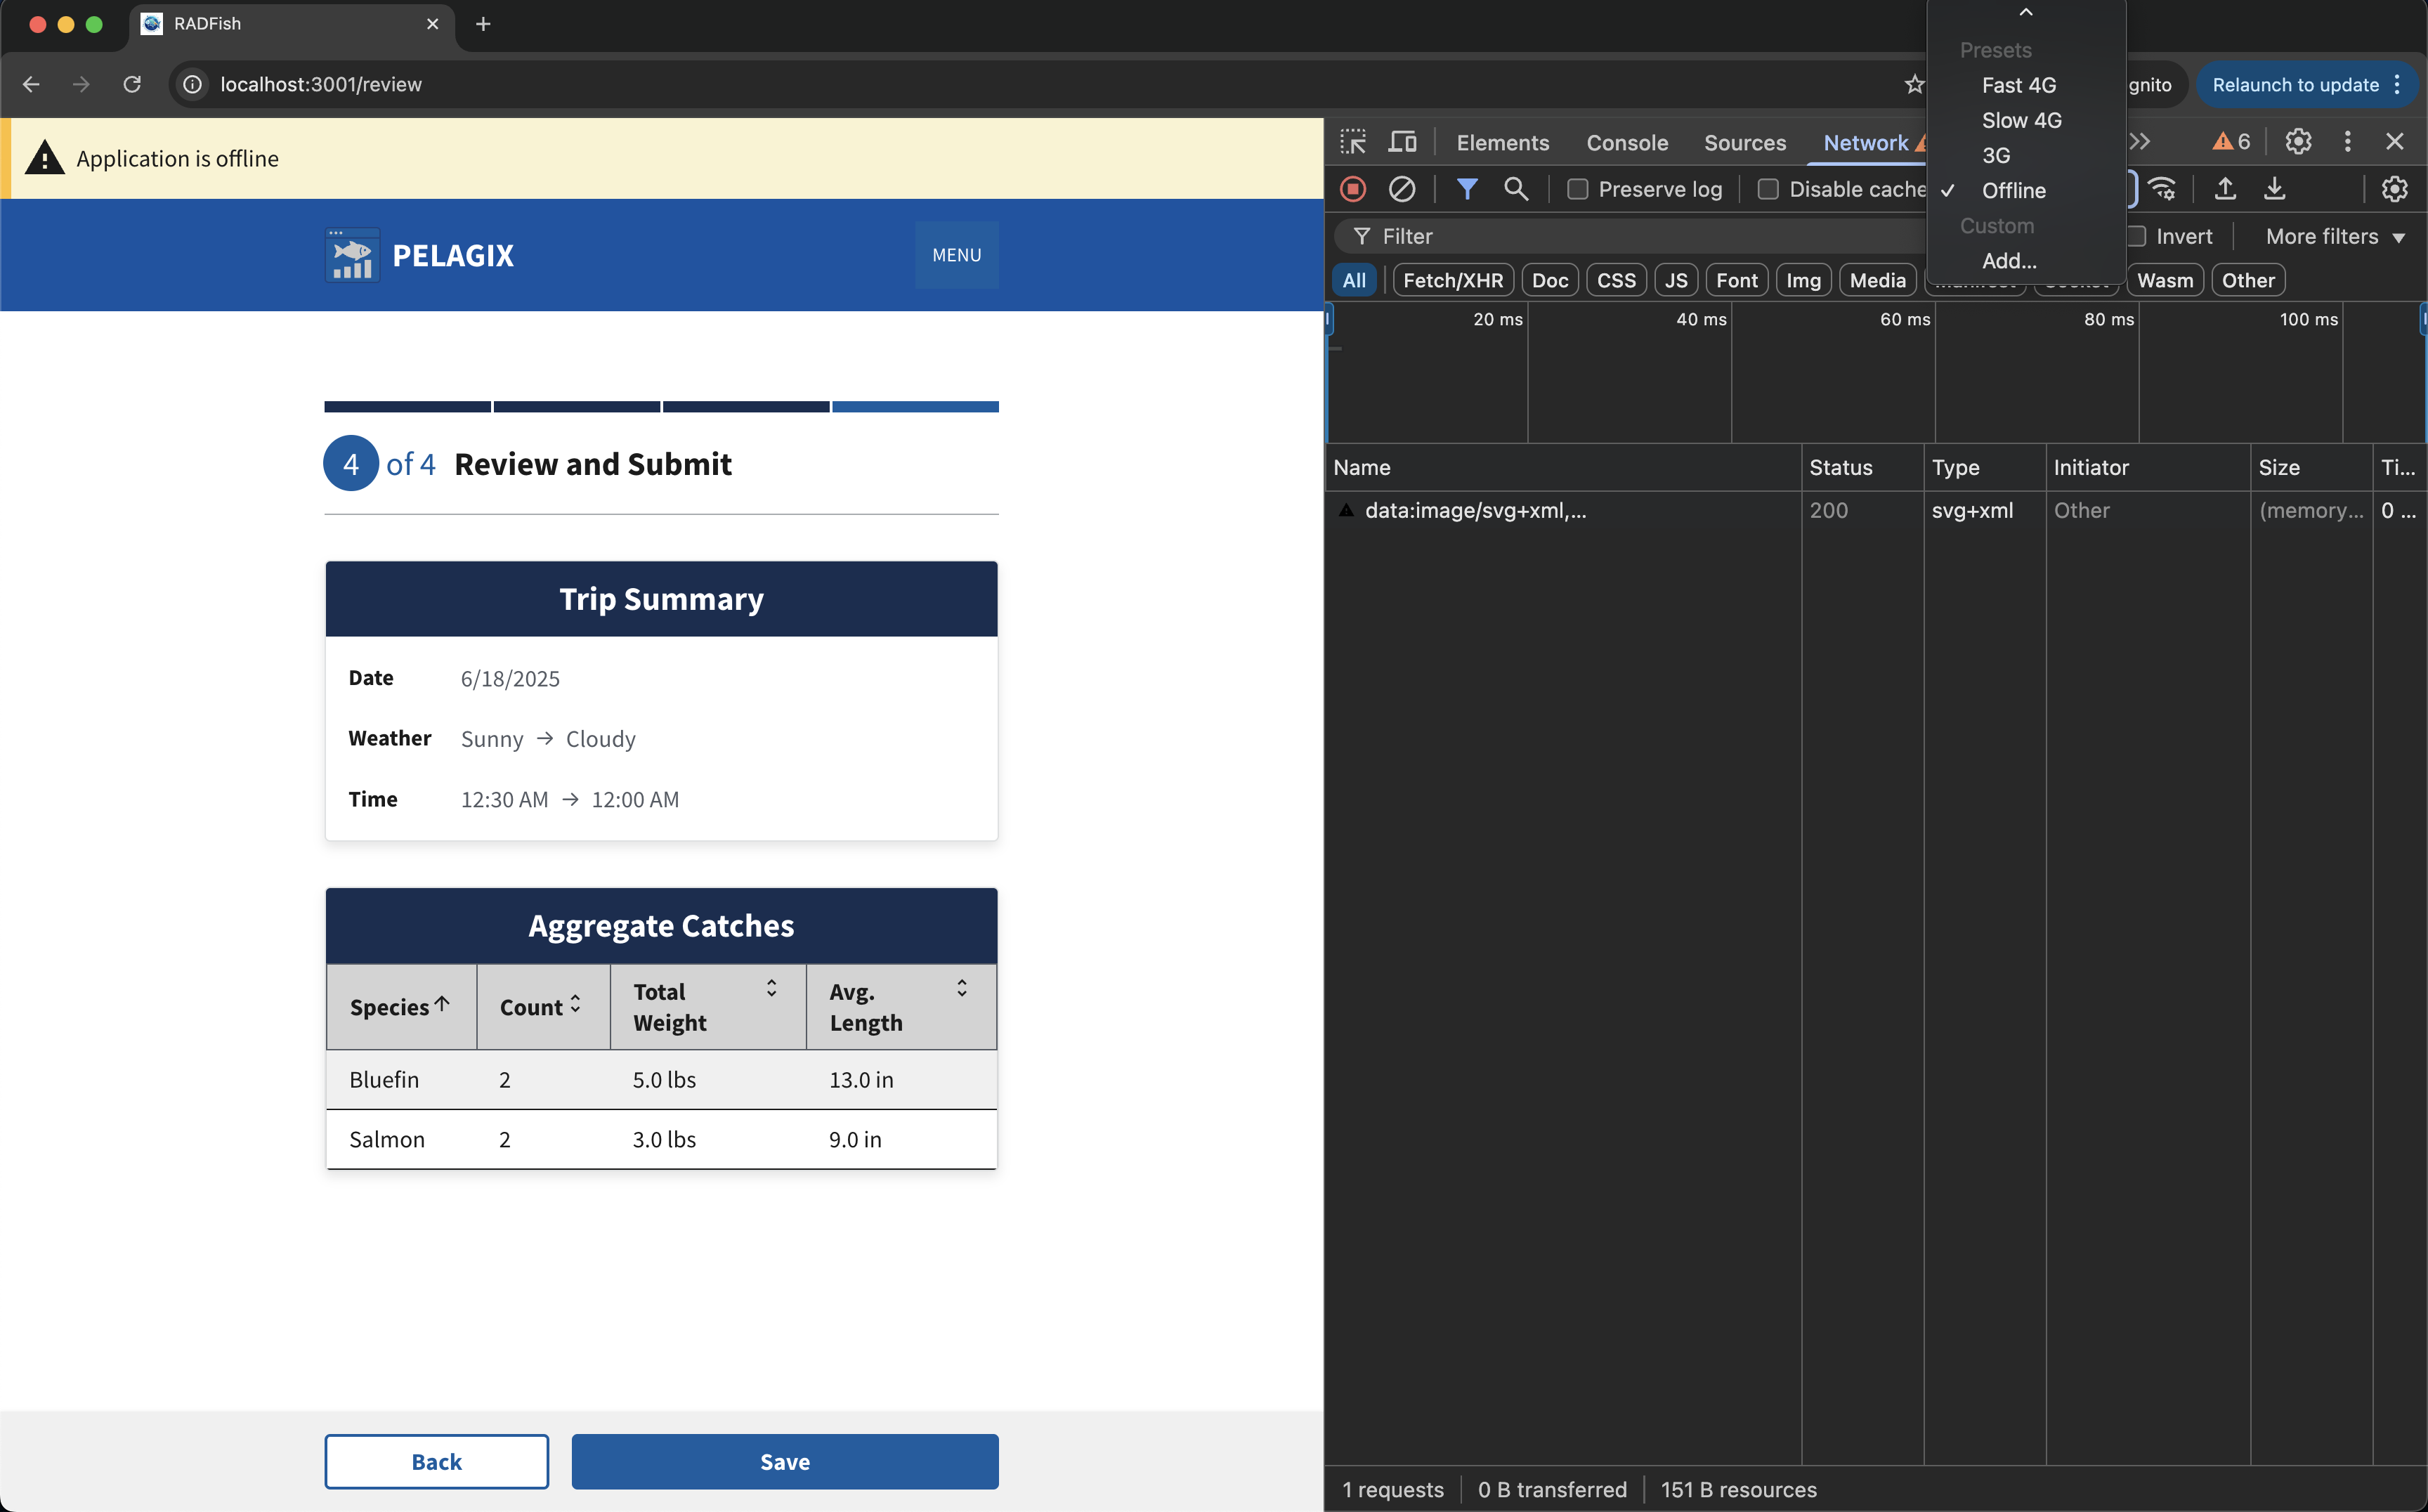 RADFish
localhost:3001/review
gnito
Relaunch to update
Presets
Fast 4G
Slow 4G
3G
Offline
Custom
Add...
Application is offline
PELAGIX
MENU
4 of 4 Review and Submit
Trip Summary
Date 6/18/2025
Weather Sunny → Cloudy
Time 12:30 AM → 12:00 AM
Aggregate Catches
Species Count Total Weight Avg. Length
Bluefin 2 5.0 lbs 13.0 in
Salmon 2 3.0 lbs 9.0 in
Back Save
Elements Console Sources Network 6
Preserve log Disable cache
Filter Invert More filters
All Fetch/XHR Doc CSS JS Font Img Media Wasm Other
20 ms 40 ms 60 ms 80 ms 100 ms
Name Status Type Initiator Size Ti...
data:image/svg+xml,... 200 svg+xml Other (memory... 0 ...
1 requests 0 B transferred 151 B resources